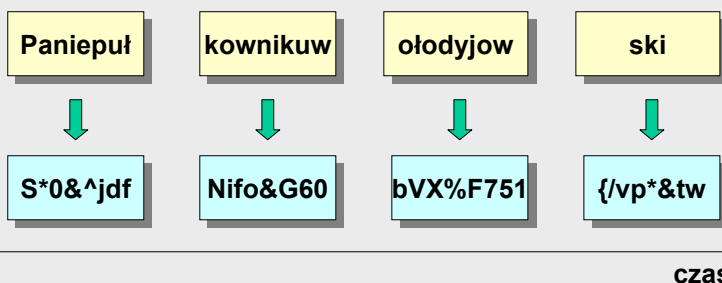 Paniepuł kownikuw ołodyjow ski
S*0&^jdf Nifo&G60 bVX%F751 {/vp*&tw
czas